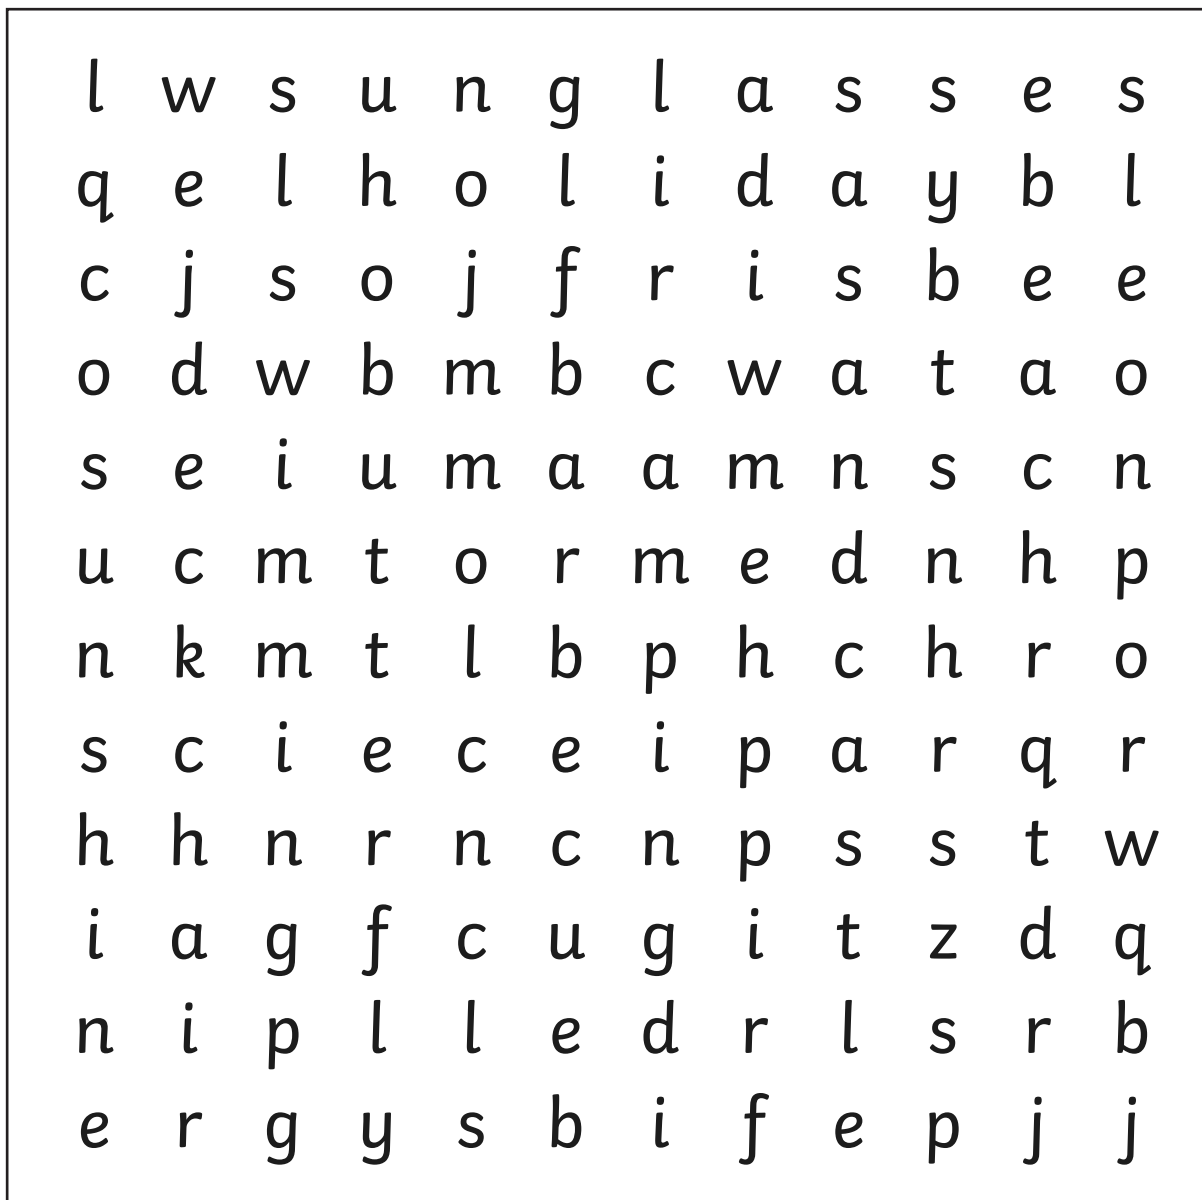 l w s u n g l a s s e s
q e l h o l i d a y b l
c j s o j f r i s b e e
o d w b m b c w a t a o
s e i u m a a m n s c n
u c m t o r m e d n h p
n k m t l b p h c h r o
s c i e c e i p a r q r
h h n r n c n p s s t w
i a g f c u g i t z d q
n i p l l e d r l s r b
e r g y s b i f e p j j